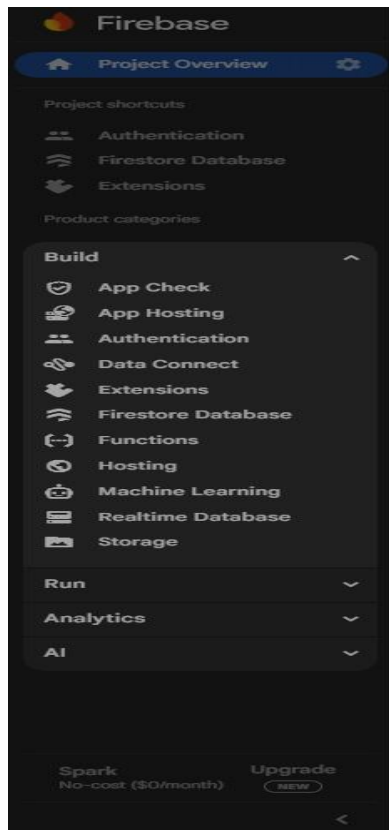 Firebase
Project Overview
Project shortcuts
Authentication
Firestore Database
Extensions
Product categories
Build
App Check
App Hosting
Authentication
Data Connect
Extensions
Firestore Database
Functions
Hosting
Machine Learning
Realtime Database
Storage
Run
Analytics
AI
Spark Upgrade
No-cost ($0/month) NEW